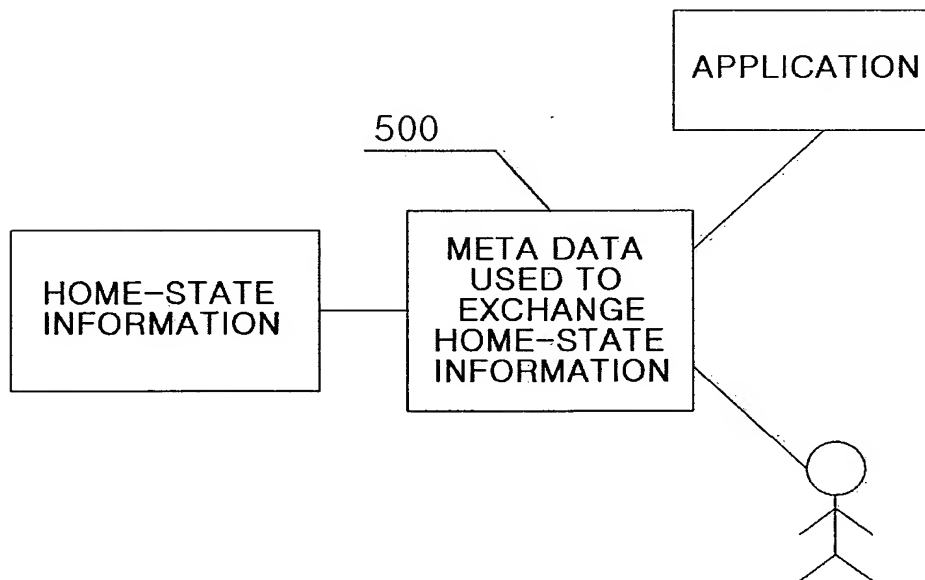 APPLICATION
500
HOME-STATE
INFORMATION
META DATA
USED TO
EXCHANGE
HOME-STATE
INFORMATION